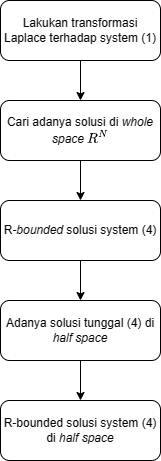 Lakukan transformasi
Laplace terhadap system (1)
Cari adanya solusi di whole
space R^N
R-bounded solusi system (4)
Adanya solusi tunggal (4) di
half space
R-bounded solusi system (4)
di half space